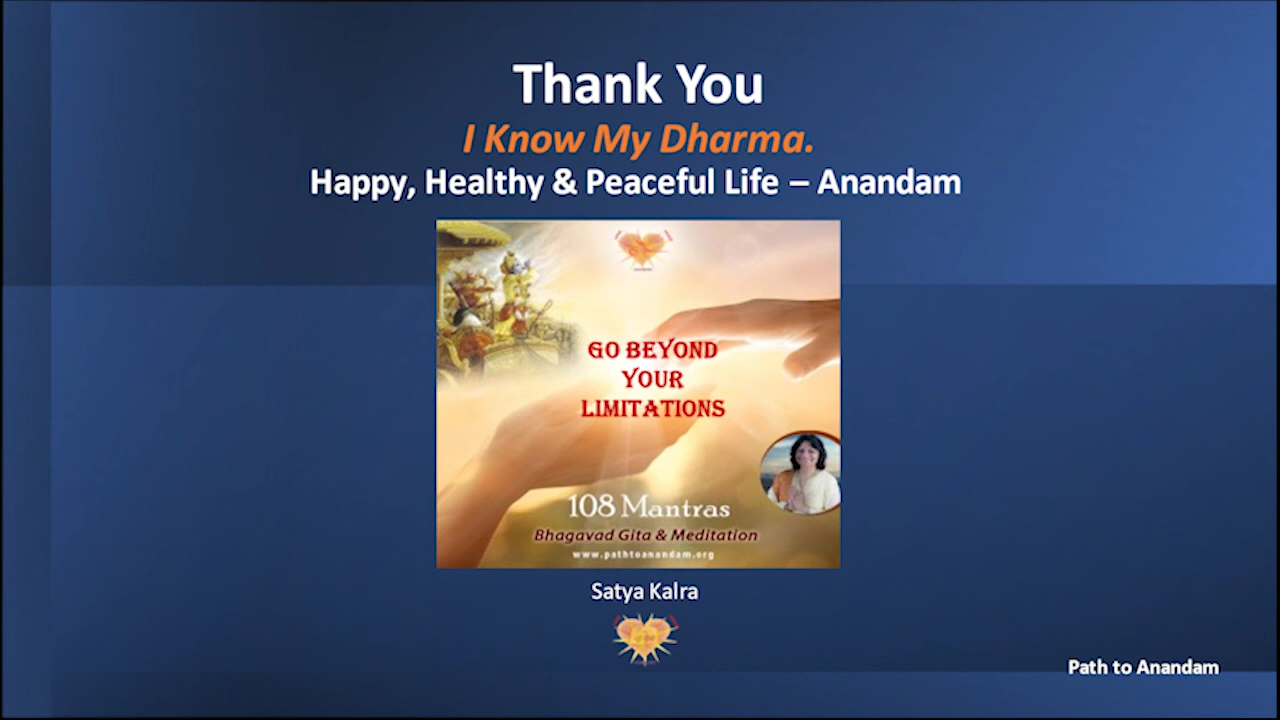 Thank You
I Know My Dharma.
Happy, Healthy & Peaceful Life – Anandam
GO BEYOND
YOUR
LIMITATIONS
108 Mantras
Bhagavad Gita & Meditation
www.pathtoanandam.org
Satya Kalra
Path to Anandam